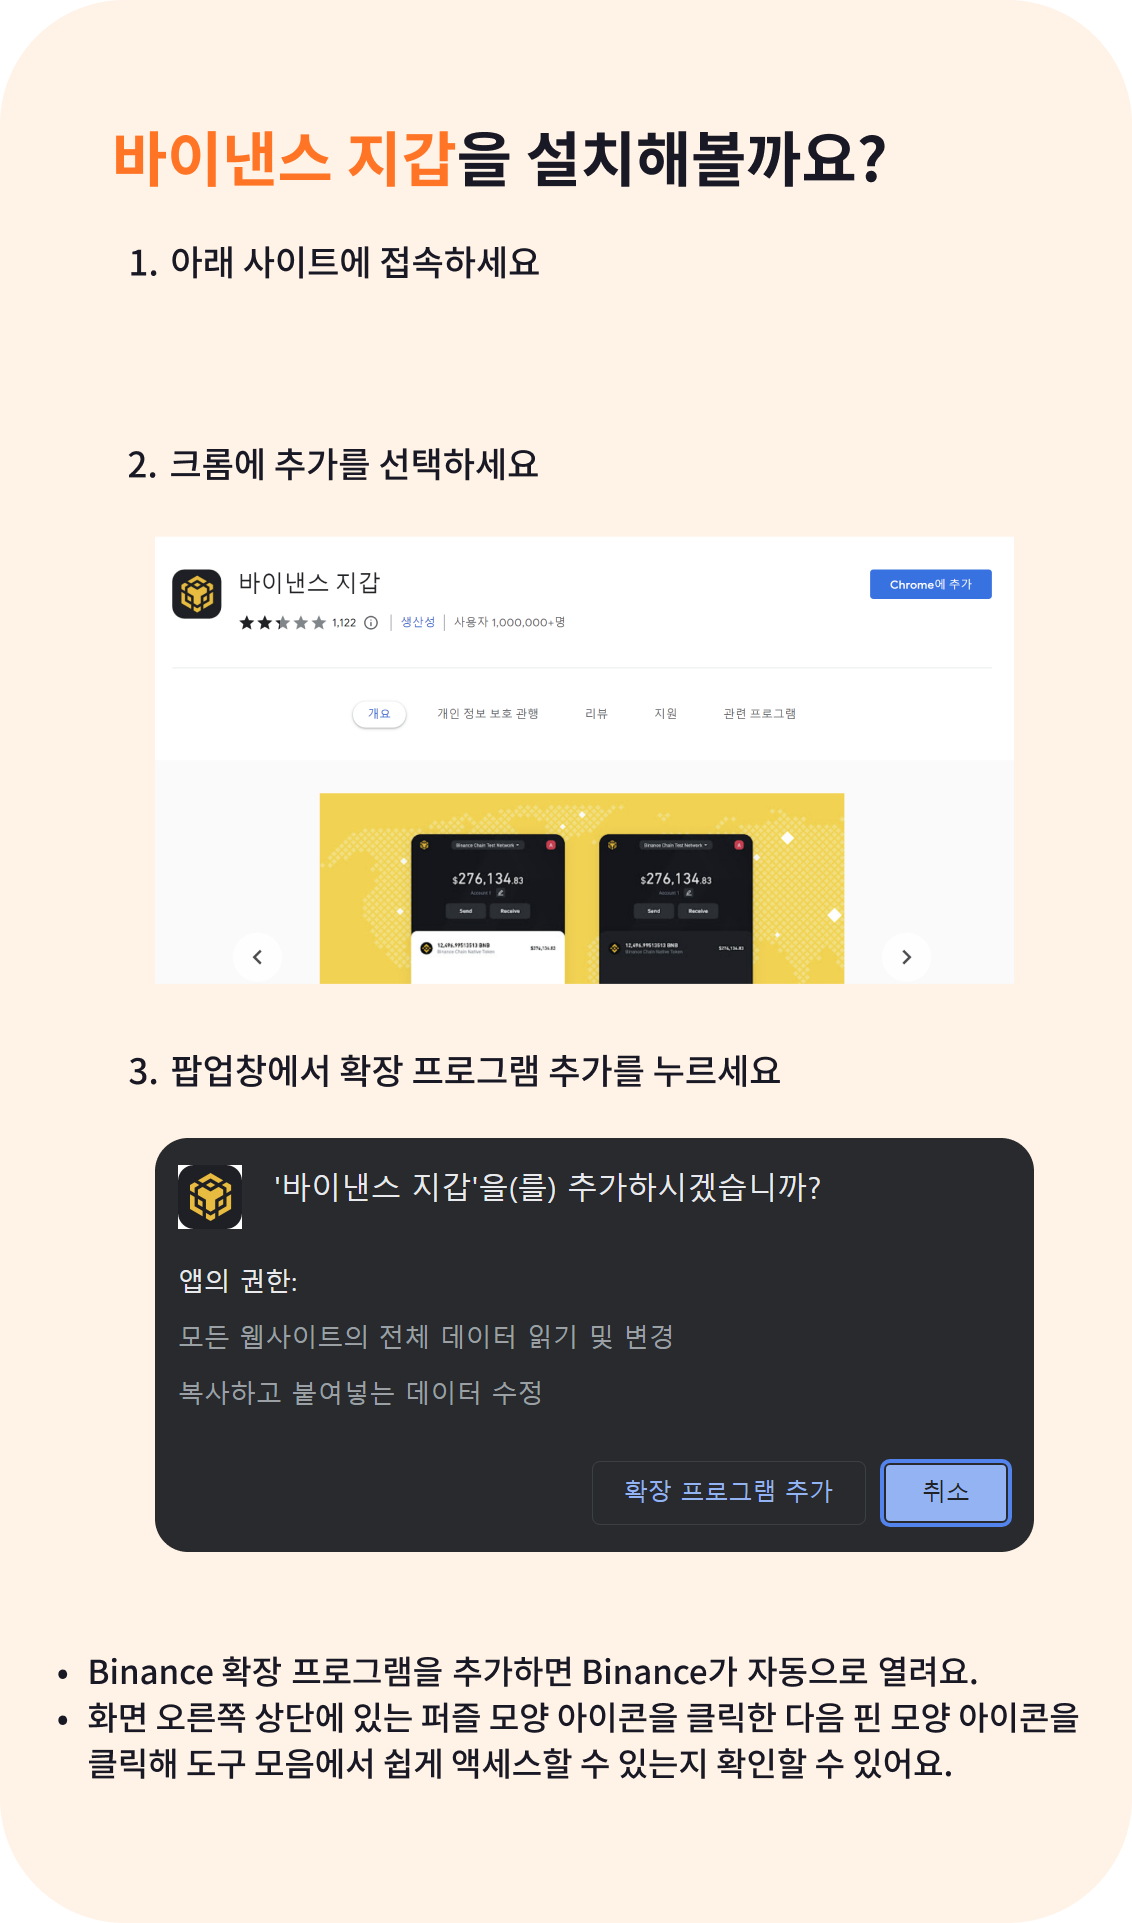 바이낸스 지갑을 설치해볼까요?
1. 아래 사이트에 접속하세요
2. 크롬에 추가를 선택하세요
바이낸스 지갑
Chrome에 추가
1,122 생산성 사용자 1,000,000+명
개요 개인 정보 보호 관행 리뷰 지원 관련 프로그램
Binance Chain Test Network A Binance Chain Test Network A
$276,134.83 $276,134.83
Account 1 Account 1
Send Receive Send Receive
12,496.99513513 BNB $276,134.83 12,496.99513513 BNB $276,134.83
Binance Chain Native Token Binance Chain Native Token
3. 팝업창에서 확장 프로그램 추가를 누르세요
'바이낸스 지갑'을(를) 추가하시겠습니까?
앱의 권한:
모든 웹사이트의 전체 데이터 읽기 및 변경
복사하고 붙여넣는 데이터 수정
확장 프로그램 추가 취소
• Binance 확장 프로그램을 추가하면 Binance가 자동으로 열려요.
• 화면 오른쪽 상단에 있는 퍼즐 모양 아이콘을 클릭한 다음 핀 모양 아이콘을
클릭해 도구 모음에서 쉽게 액세스할 수 있는지 확인할 수 있어요.